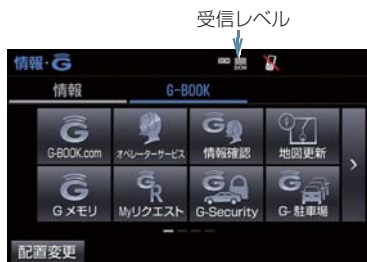 受信レベル
情報・G
DCM
情報
G-BOOK
G-BOOK.com
オペレーターサービス
情報確認
地図更新
G メモリ
Myリクエスト
G-Security
G-駐車場
配置変更